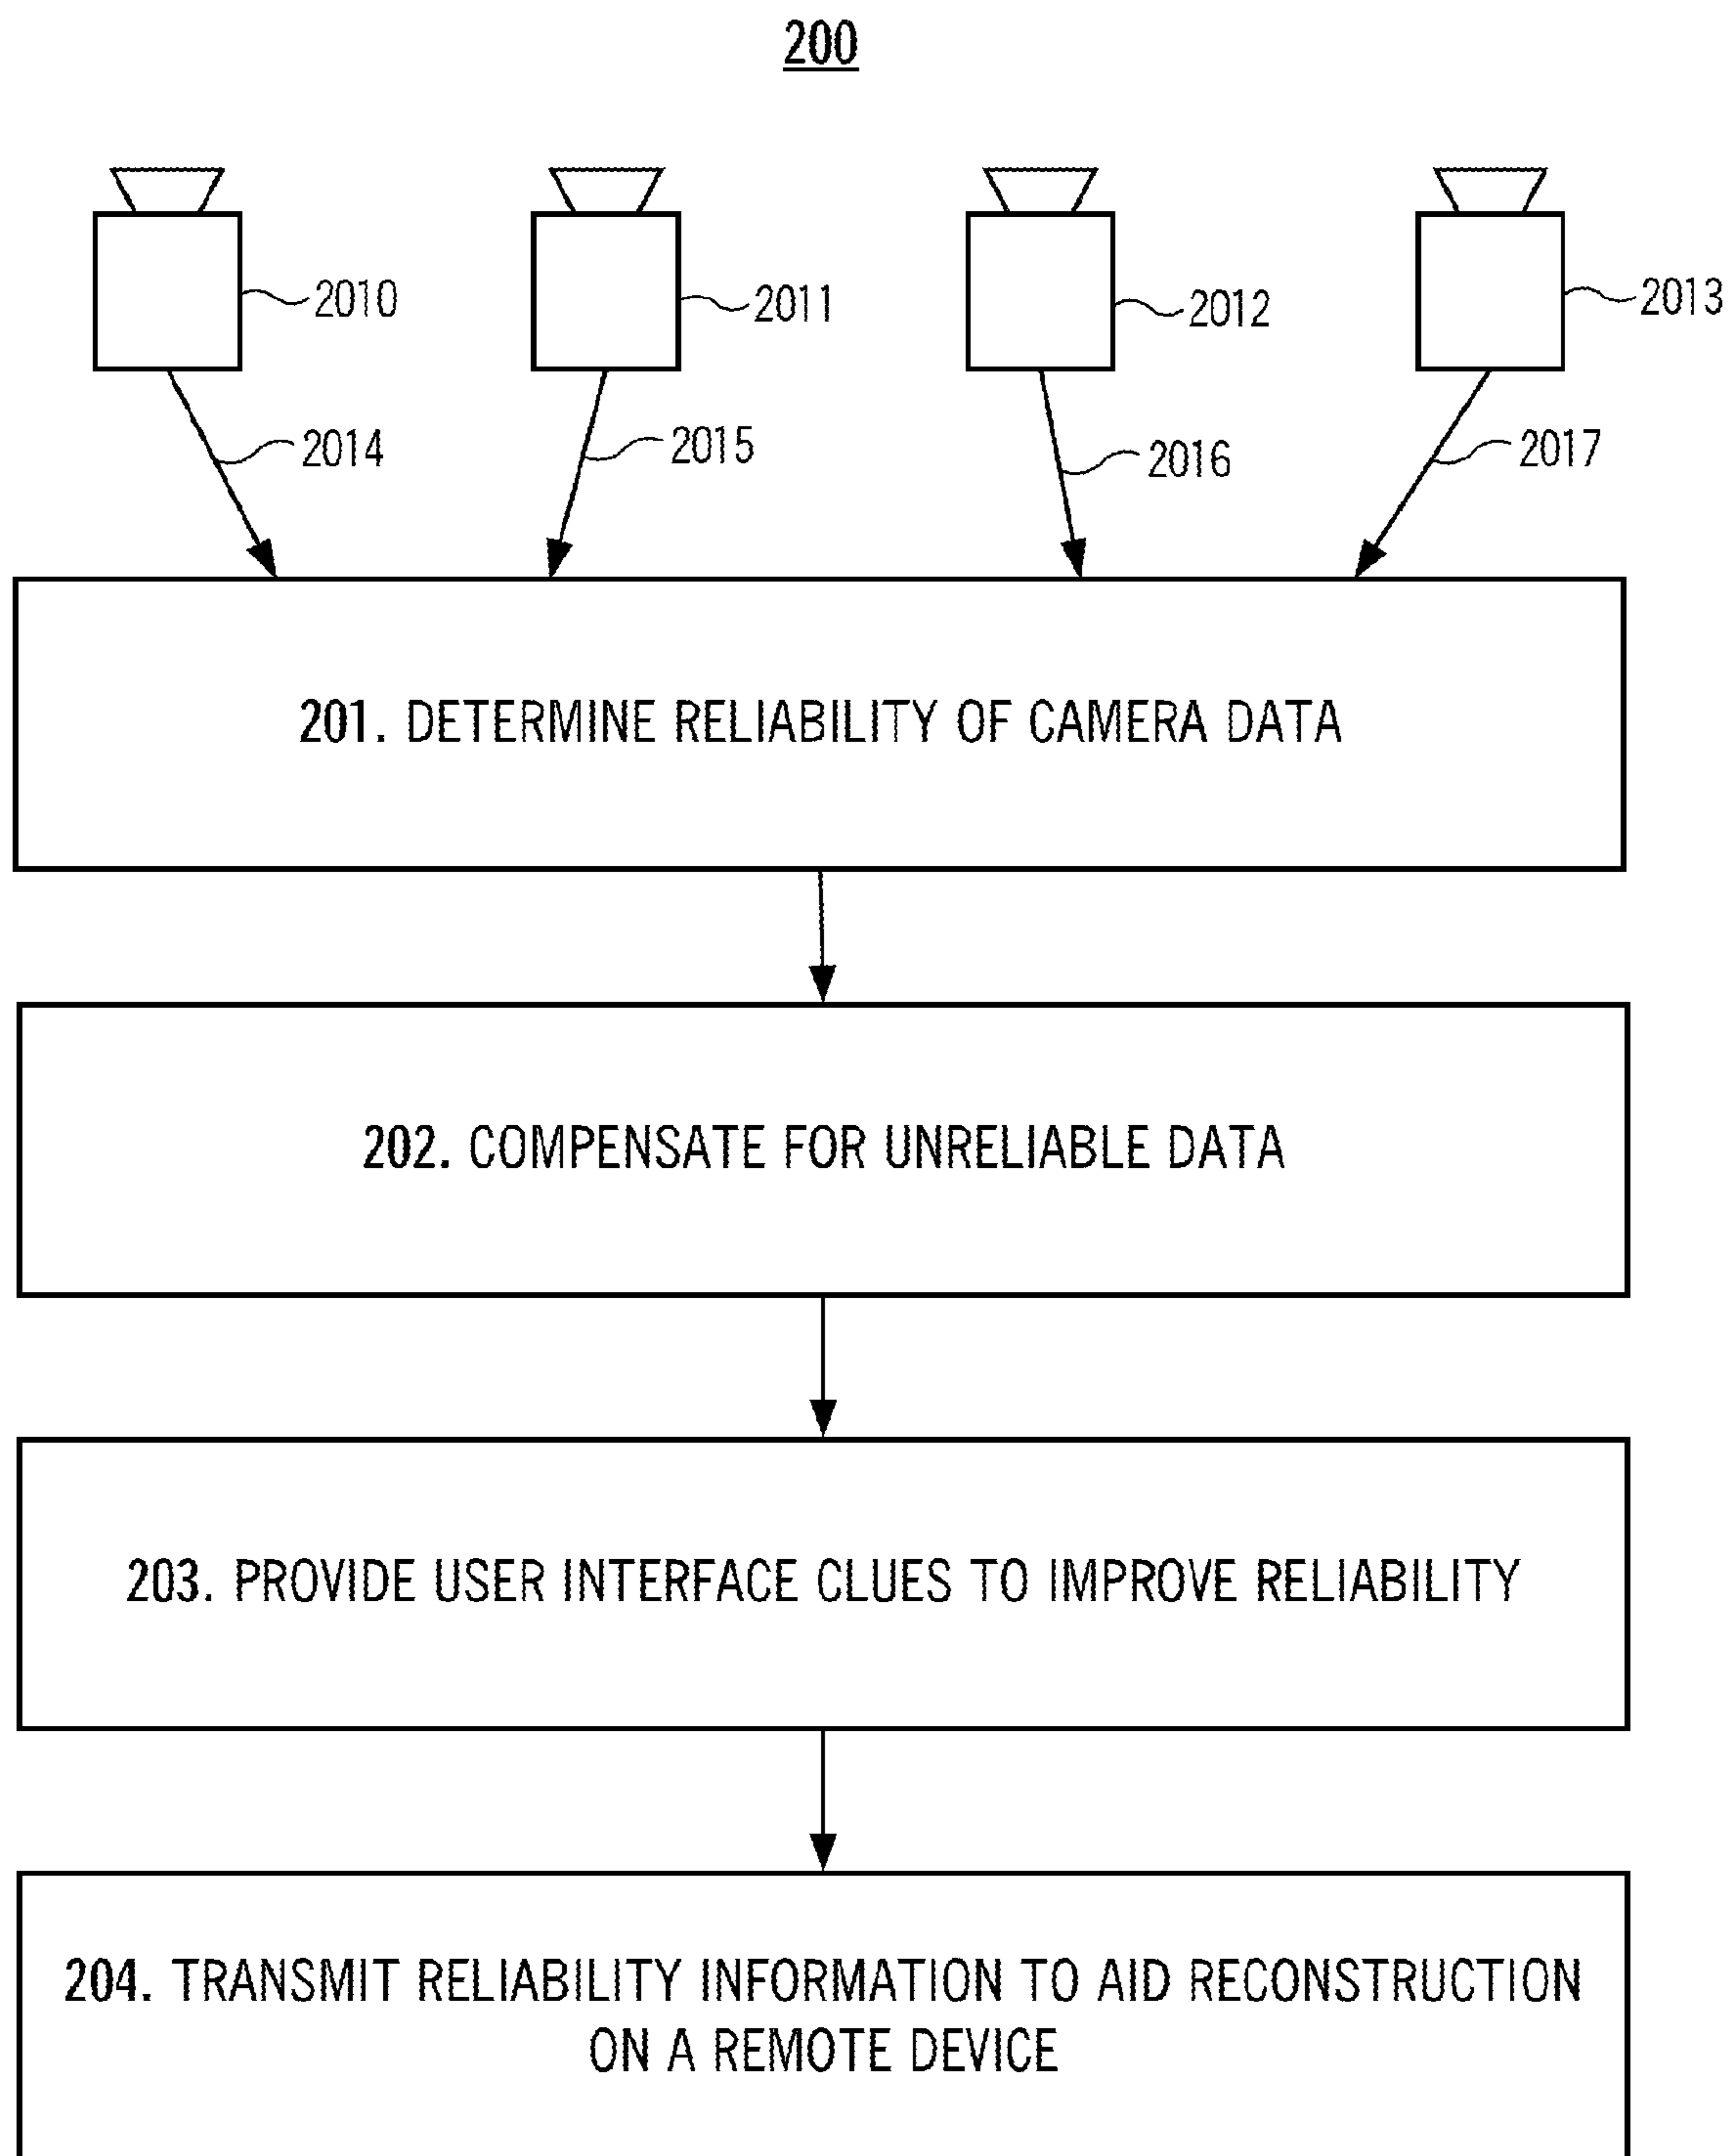 200
2010
2011
2012
2013
2014
2015
2016
2017
201. DETERMINE RELIABILITY OF CAMERA DATA
202. COMPENSATE FOR UNRELIABLE DATA
203. PROVIDE USER INTERFACE CLUES TO IMPROVE RELIABILITY
204. TRANSMIT RELIABILITY INFORMATION TO AID RECONSTRUCTION
ON A REMOTE DEVICE